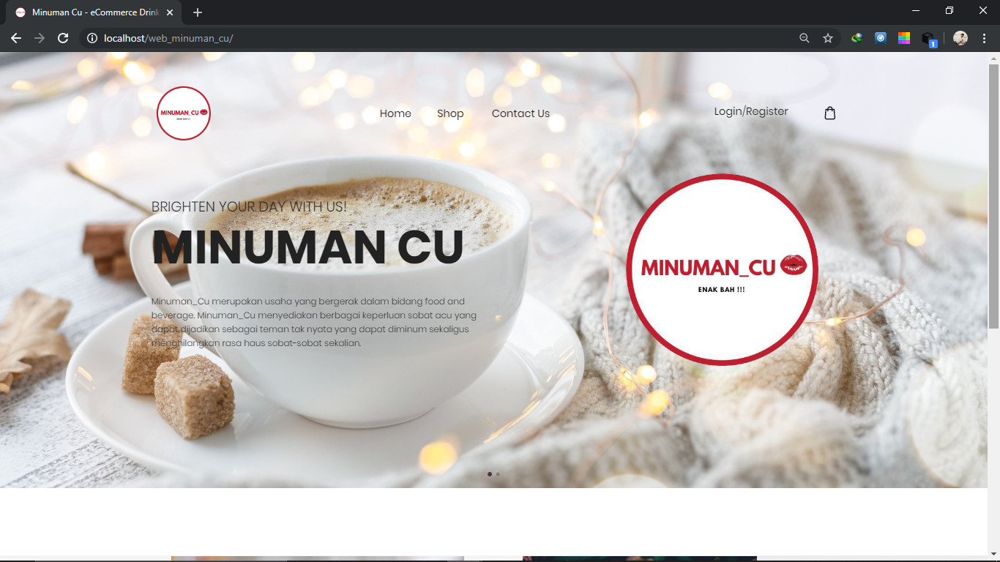 Minuman Cu - eCommerce Drink
localhost/web_minuman_cu/
1
MINUMAN_CU
Home
Shop
Contact Us
Login/Register
BRIGHTEN YOUR DAY WITH US!
MINUMAN CU
Minuman_Cu merupakan usaha yang bergerak dalam bidang food and
beverage. Minuman_Cu menyediakan berbagai keperluan sobat acu yang
dapat dijadikan sebagai teman tak nyata yang dapat diminum sekaligus
menghilangkan rasa haus sobat-sobat sekalian.
MINUMAN_CU
ENAK BAH !!!